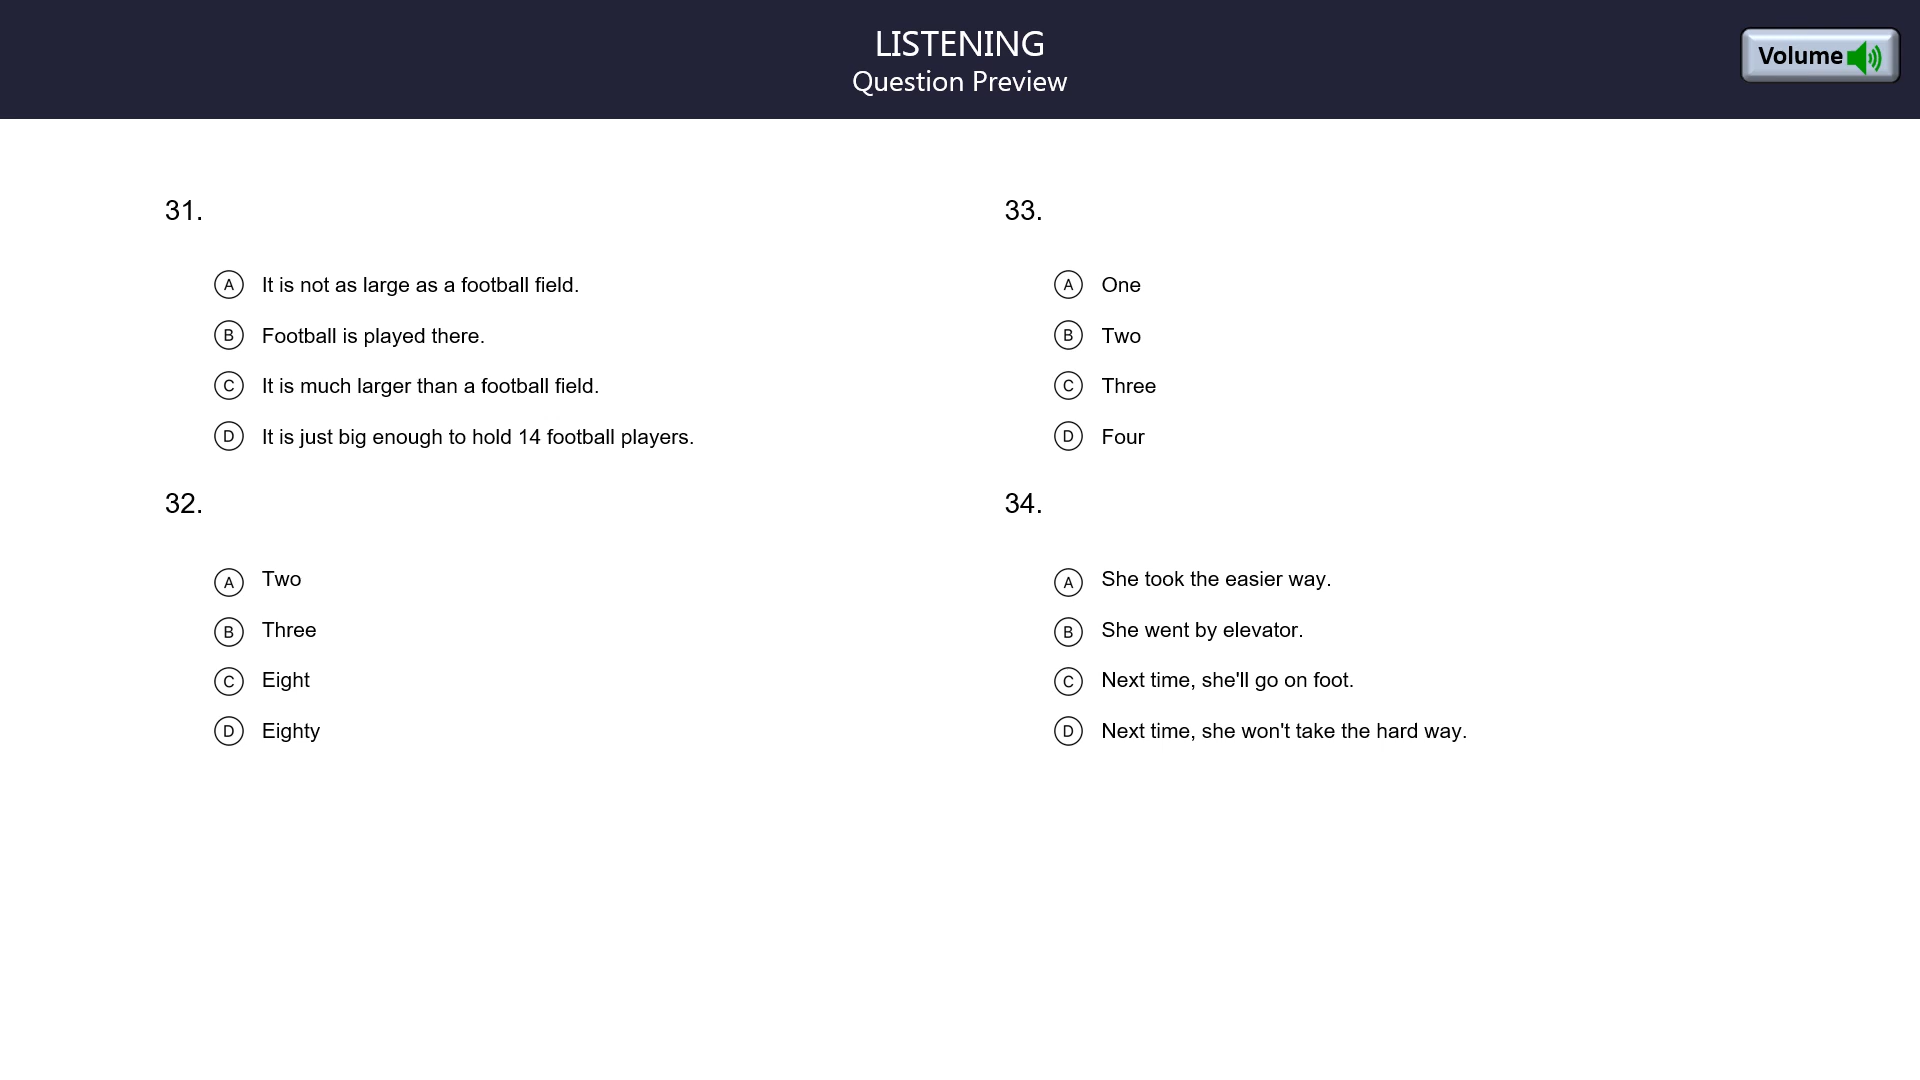 LISTENING
Question Preview
Volume
31.
A It is not as large as a football field.
B Football is played there.
C It is much larger than a football field.
D It is just big enough to hold 14 football players.
32.
A Two
B Three
C Eight
D Eighty
33.
A One
B Two
C Three
D Four
34.
A She took the easier way.
B She went by elevator.
C Next time, she'll go on foot.
D Next time, she won't take the hard way.